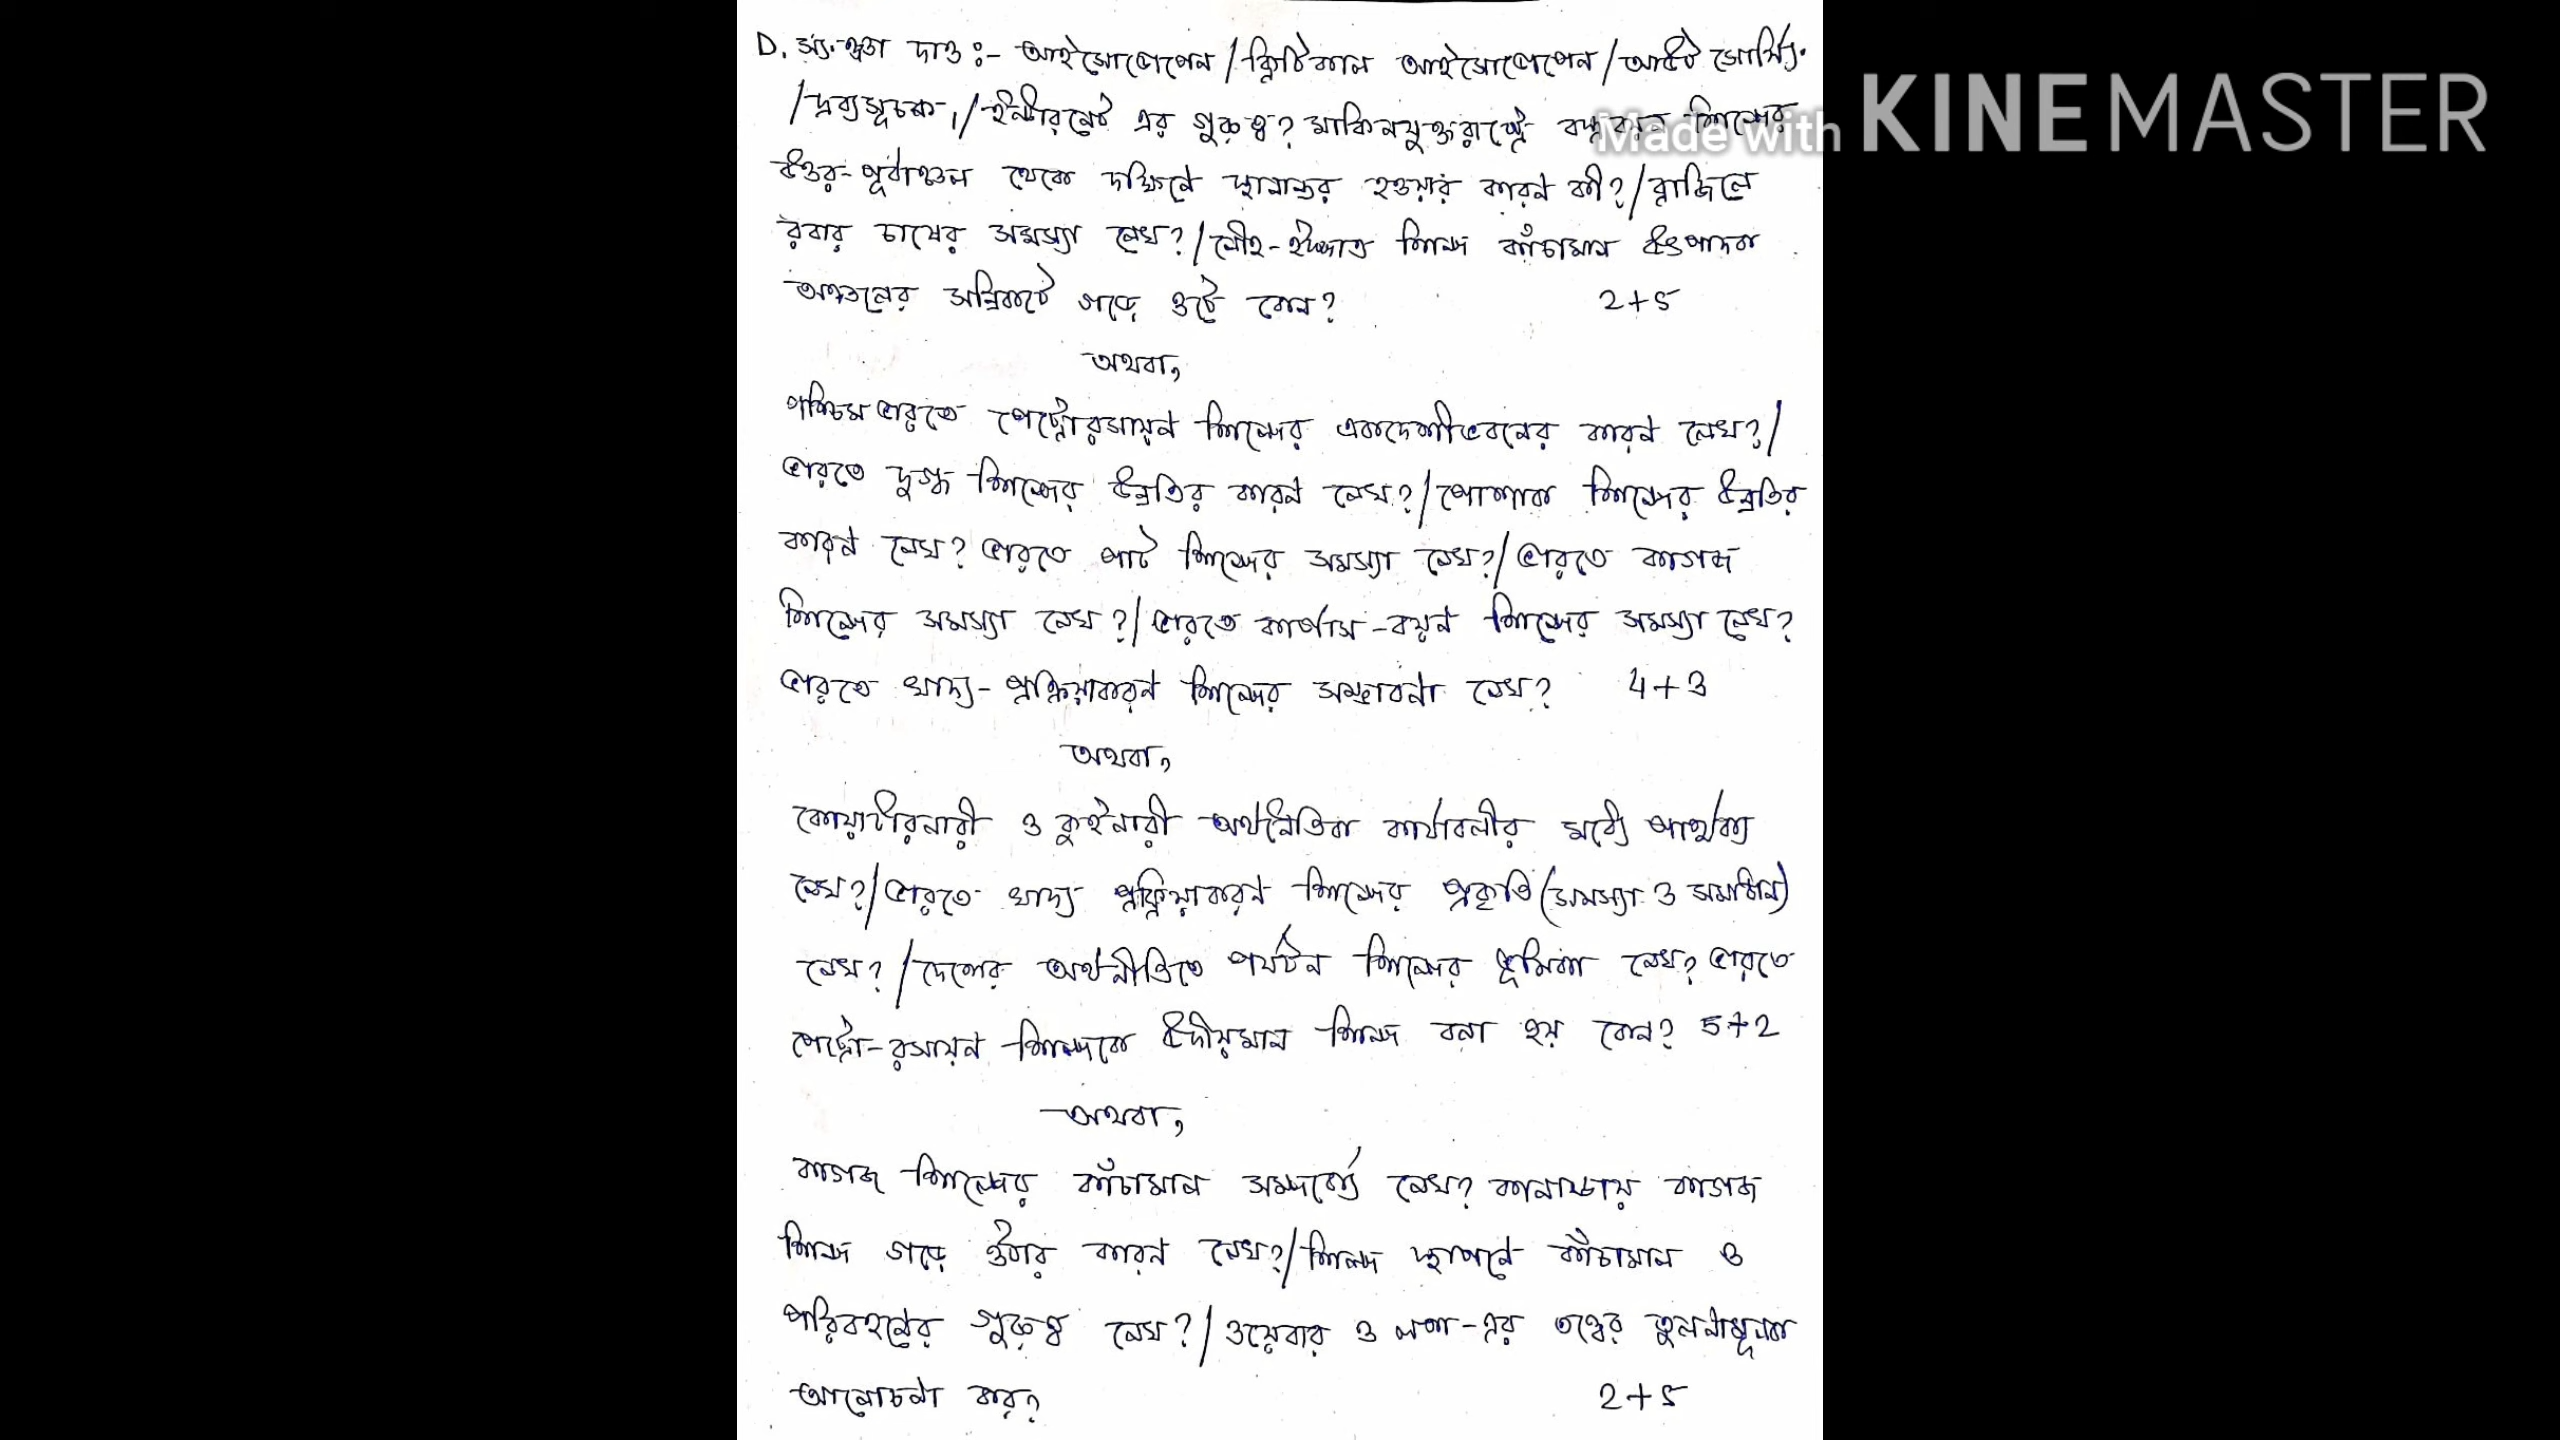 D. সংজ্ঞা দাও :- আইসোডোপেন / ক্রিটিকাল আইসোডোপেন / আউট সোর্সিং
/ দ্রব্যসূচক, / ইন্টারনেট এর গুরুত্ব? মার্কিনযুক্তরাষ্ট্রে বস্ত্রবয়ন শিল্পের
উত্তর-পূর্বাঞ্চল থেকে দক্ষিনে স্থানান্তর হওয়ার কারন কী? / ব্রাজিলে
রবার চাষের সমস্যা লেখ? / লৌহ-ইস্পাত শিল্প কাঁচামাল উৎপাদক
অঞ্চলের সন্নিকটে গড়ে ওঠে কেন? 2+5
অথবা,
পশ্চিম ভারতে পেট্রোরসায়ন শিল্পের একদেশীভবনের কারন লেখ? /
ভারতে দুগ্ধ শিল্পের উন্নতির কারন লেখ? / পোশাক শিল্পের উন্নতির
কারন লেখ? ভারতে পাট শিল্পের সমস্যা লেখ? / ভারতে কাগজ
শিল্পের সমস্যা লেখ? / ভারতে কার্পাস-বয়ন শিল্পের সমস্যা লেখ?
ভারতে খাদ্য-প্রক্রিয়াকরন শিল্পের সম্ভাবনা লেখ? 4+3
অথবা,
কোয়াটারনারী ও কুইনারী অর্থনৈতিক কার্যাবলীর মধ্যে পার্থক্য
লেখ? / ভারতে খাদ্য প্রক্রিয়াকরন শিল্পের প্রকৃতি (সমস্যা ও সমাধান)
লেখ? / দেশের অর্থনীতিতে পর্যটন শিল্পের ভূমিকা লেখ? ভারতে
পেট্রো-রসায়ন শিল্পকে উদীয়মান শিল্প বলা হয় কেন? 5+2
অথবা,
কাগজ শিল্পের কাঁচামাল সম্পর্কে লেখ? কানাডায় কাগজ
শিল্প গড়ে ওঠার কারন লেখ? / শিল্প স্থাপনে কাঁচামাল ও
পরিবহনের গুরুত্ব লেখ? / ওয়েবার ও লশ-এর তত্ত্বের তুলনামূলক
আলোচনা কর? 2+5
Made with KINEMASTER